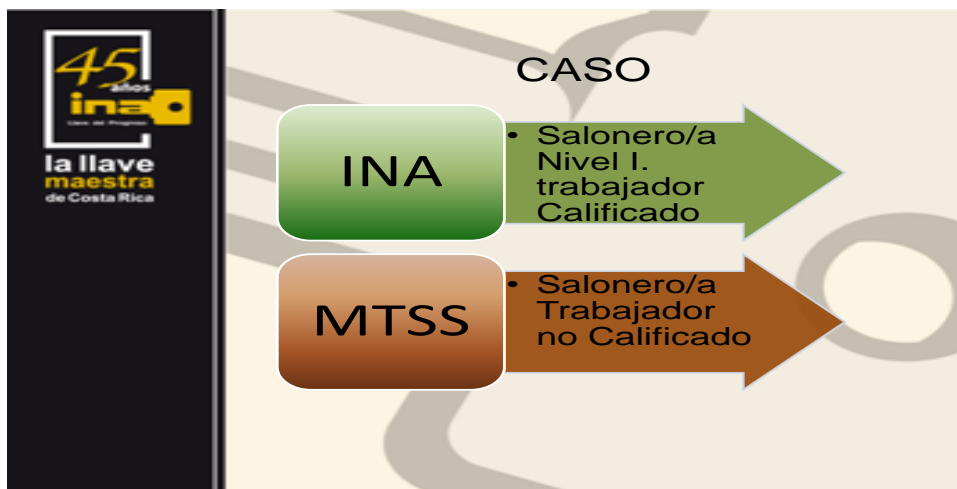 45
años
ina
Llave del Progreso
la llave
maestra
de Costa Rica
CASO
INA
• Salonero/a
Nivel I.
trabajador
Calificado
MTSS
• Salonero/a
Trabajador
no Calificado